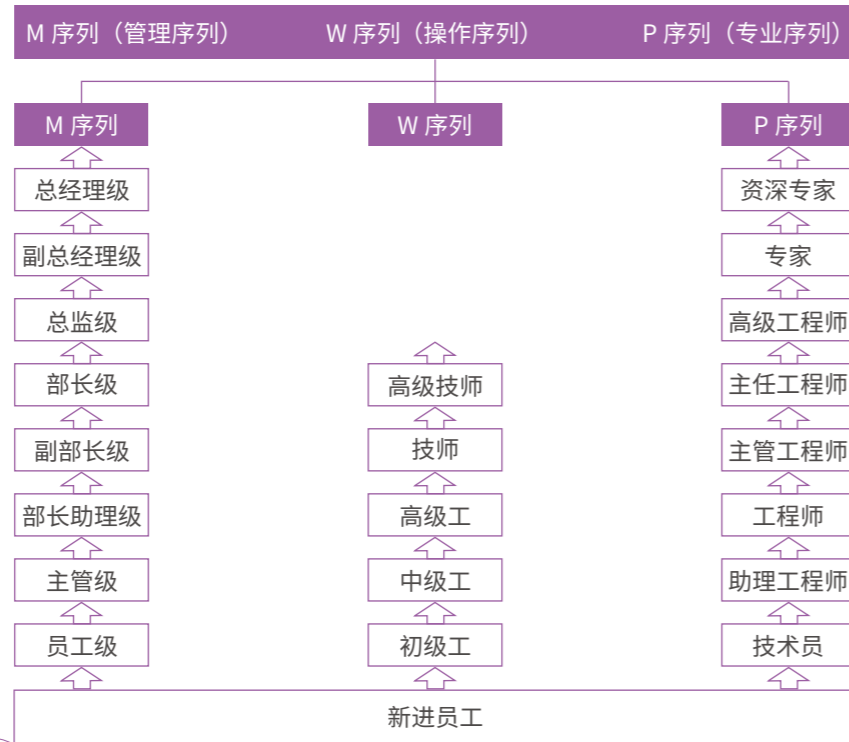 M 序列（管理序列） W 序列（操作序列） P 序列（专业序列）
M 序列 W 序列 P 序列
总经理级 资深专家
副总经理级 专家
总监级 高级工程师
部长级 高级技师 主任工程师
副部长级 技师 主管工程师
部长助理级 高级工 工程师
主管级 中级工 助理工程师
员工级 初级工 技术员
新进员工